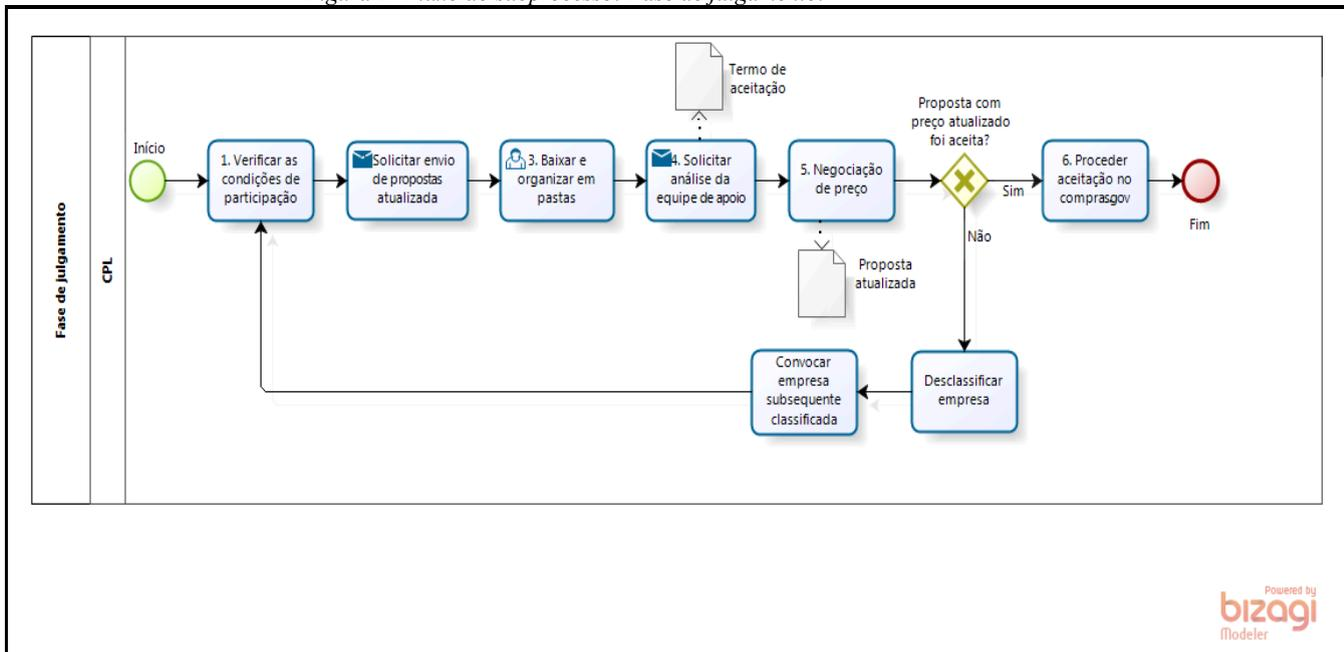 Fase de julgamento
CPL
Início
1. Verificar as
condições de
participação
Solicitar envio
de propostas
atualizada
3. Baixar e
organizar em
pastas
Termo de
aceitação
4. Solicitar
análise da
equipe de apoio
5. Negociação
de preço
Proposta
atualizada
Proposta com
preço atualizado
foi aceita?
Sim
Não
6. Proceder
aceitação no
comprasgov
Fim
Desclassificar
empresa
Convocar
empresa
subsequente
classificada
Powered by
bizagi
Modeler